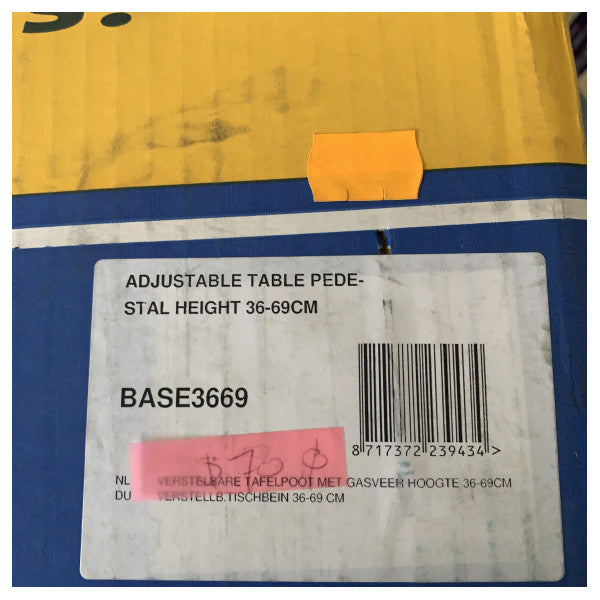 s.
ADJUSTABLE TABLE PEDE-
STAL HEIGHT 36-69CM
BASE3669
8 717372 239434 >
NL VERSTELBARE TAFELPOOT MET GASVEER HOOGTE 36-69CM
DU VERSTELLB.TISCHBEIN 36-69 CM